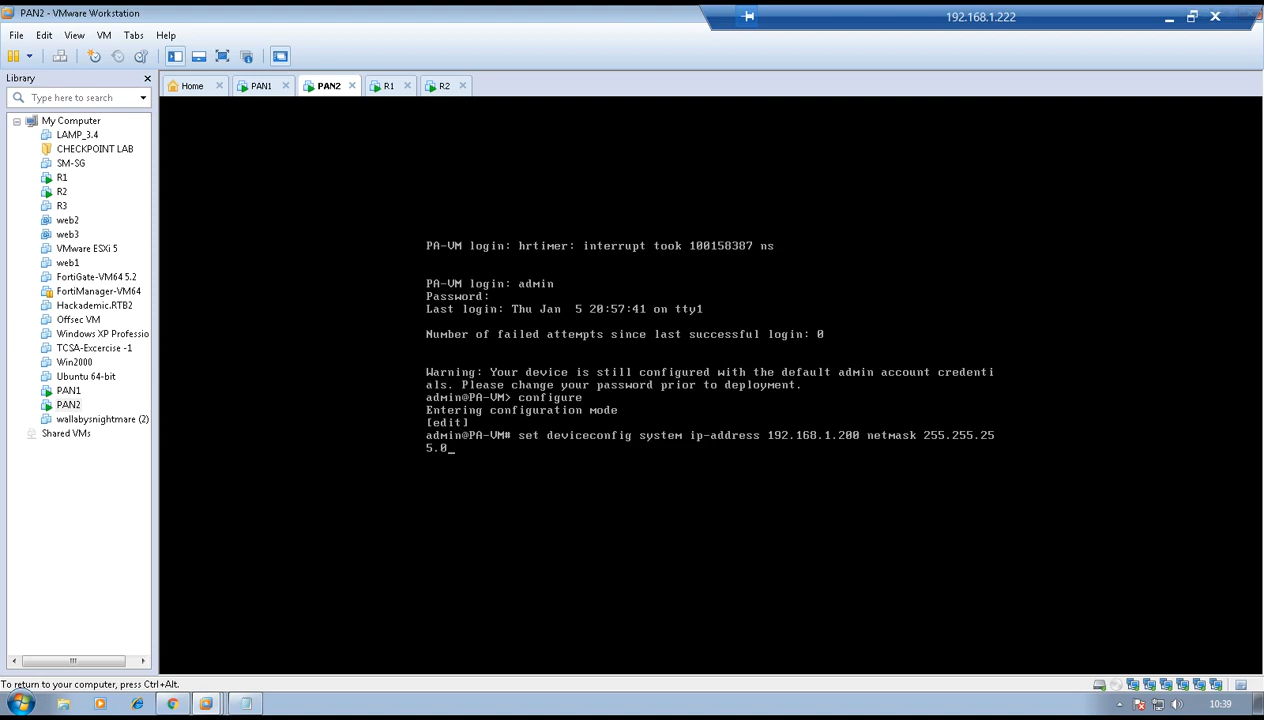 PAN2 - VMware Workstation
192.168.1.222
File Edit View VM Tabs Help
Library
Type here to search
Home PAN1 PAN2 R1 R2
My Computer
LAMP_3.4
CHECKPOINT LAB
SM-SG
R1
R2
R3
web2
web3
VMware ESXi 5
web1
FortiGate-VM64 5.2
FortiManager-VM64
Hackademic.RTB2
Offsec VM
Windows XP Professio
TCSA-Excercise -1
Win2000
Ubuntu 64-bit
PAN1
PAN2
wallabysnightmare (2)
Shared VMs
PA-VM login: hrtimer: interrupt took 100158387 ns
PA-VM login: admin
Password:
Last login: Thu Jan  5 20:57:41 on tty1
Number of failed attempts since last successful login: 0
Warning: Your device is still configured with the default admin account credenti
als. Please change your password prior to deployment.
admin@PA-VM> configure
Entering configuration mode
[edit]
admin@PA-VM# set deviceconfig system ip-address 192.168.1.200 netmask 255.255.25
5.0_
To return to your computer, press Ctrl+Alt.
10:39